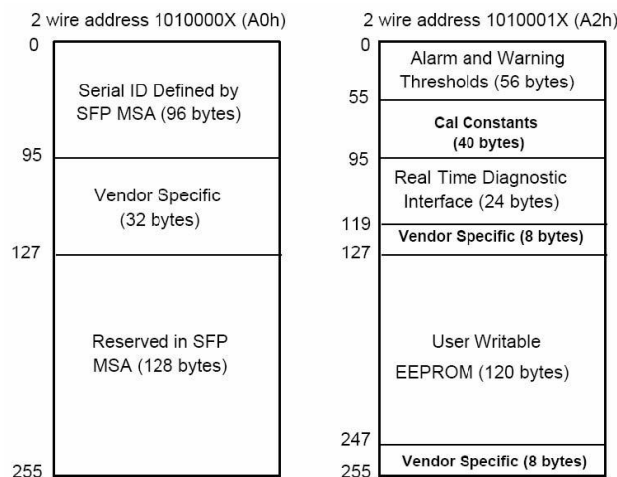 2 wire address 1010000X (A0h)
0
Serial ID Defined by
SFP MSA (96 bytes)
95
Vendor Specific
(32 bytes)
127
Reserved in SFP
MSA (128 bytes)
255
2 wire address 1010001X (A2h)
0
Alarm and Warning
Thresholds (56 bytes)
55
Cal Constants
(40 bytes)
95
Real Time Diagnostic
Interface (24 bytes)
119
Vendor Specific (8 bytes)
127
User Writable
EEPROM (120 bytes)
247
Vendor Specific (8 bytes)
255